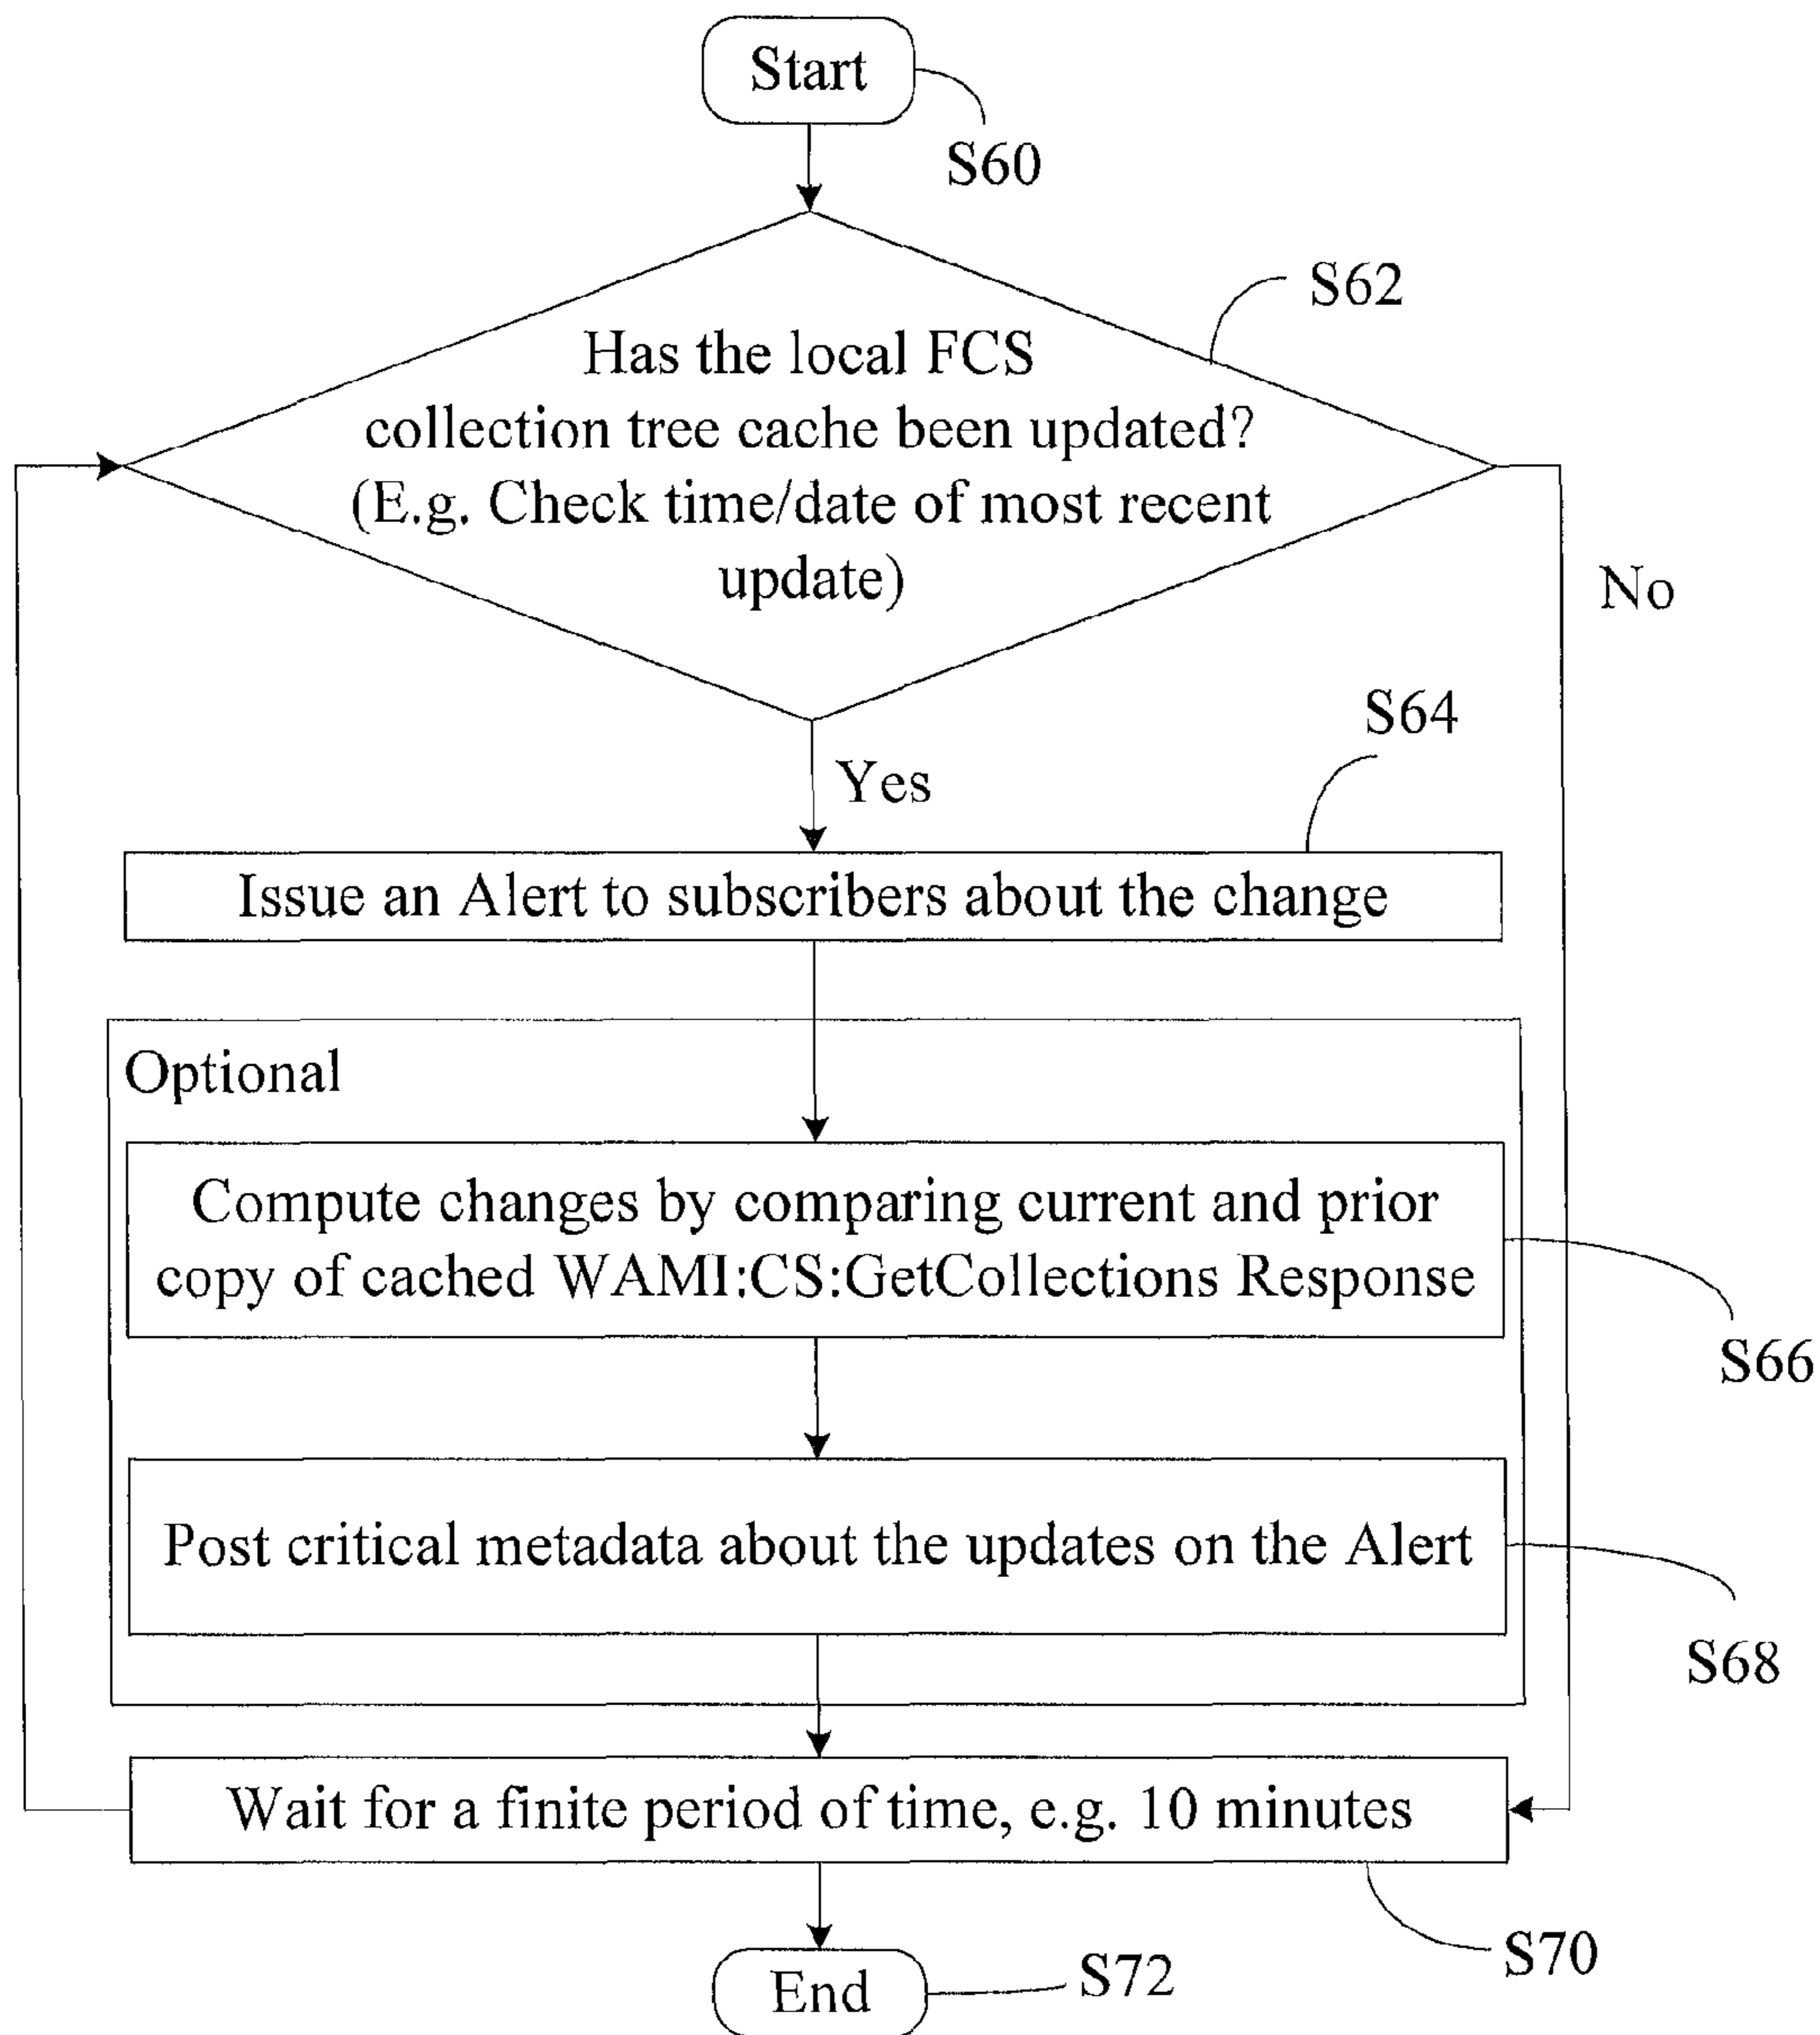 Start
S60
S62
Has the local FCS
collection tree cache been updated?
(E.g. Check time/date of most recent
update)
No
S64
Yes
Issue an Alert to subscribers about the change
Optional
Compute changes by comparing current and prior
copy of cached WAMI:CS:GetCollections Response
S66
Post critical metadata about the updates on the Alert
S68
Wait for a finite period of time, e.g. 10 minutes
S70
End
S72